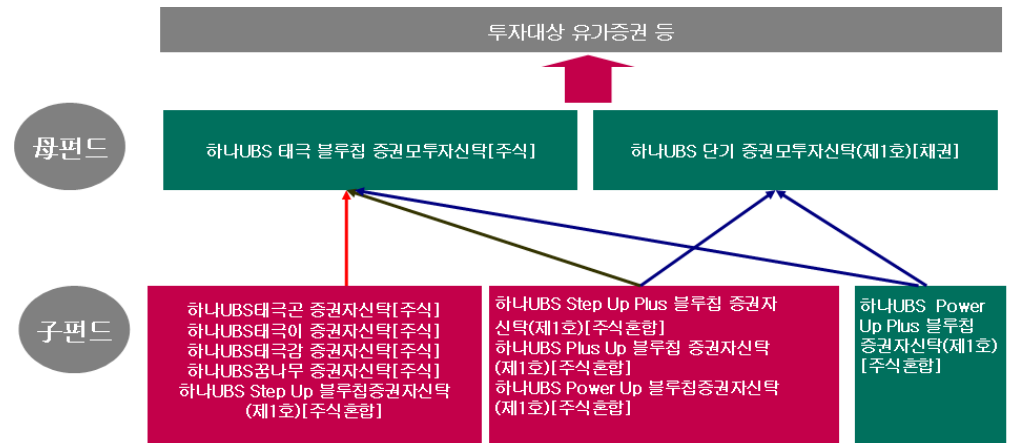 투자대상 유가증권 등
母펀드
하나UBS 태극 블루칩 증권모투자신탁[주식]
하나UBS 단기 증권모투자신탁(제1호)[채권]
子펀드
하나UBS태극곤 증권자신탁[주식]
하나UBS태극이 증권자신탁[주식]
하나UBS태극감 증권자신탁[주식]
하나UBS꿈나무 증권자신탁[주식]
하나UBS Step Up 블루칩증권자신탁
(제1호)[주식혼합]
하나UBS Step Up Plus 블루칩 증권자
신탁(제1호)[주식혼합]
하나UBS Plus Up 블루칩 증권자신탁
(제1호)[주식혼합]
하나UBS Power Up 블루칩증권자신탁
(제1호)[주식혼합]
하나UBS Power
Up Plus 블루칩
증권자신탁(제1호)
[주식혼합]